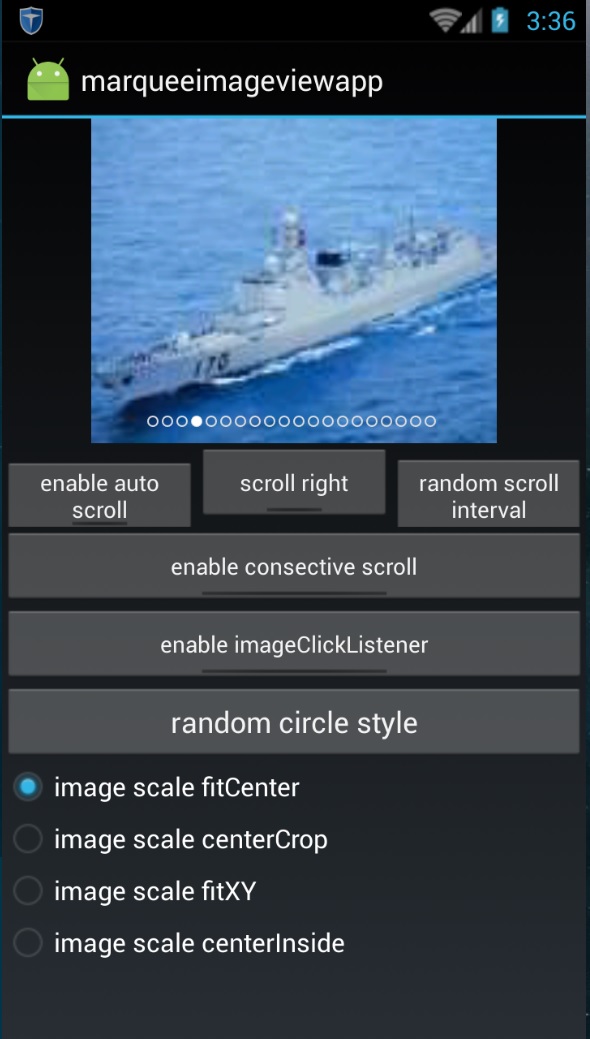 3:36
marqueeimageviewapp
170
enable auto
scroll
scroll right
random scroll
interval
enable consective scroll
enable imageClickListener
random circle style
image scale fitCenter
image scale centerCrop
image scale fitXY
image scale centerInside